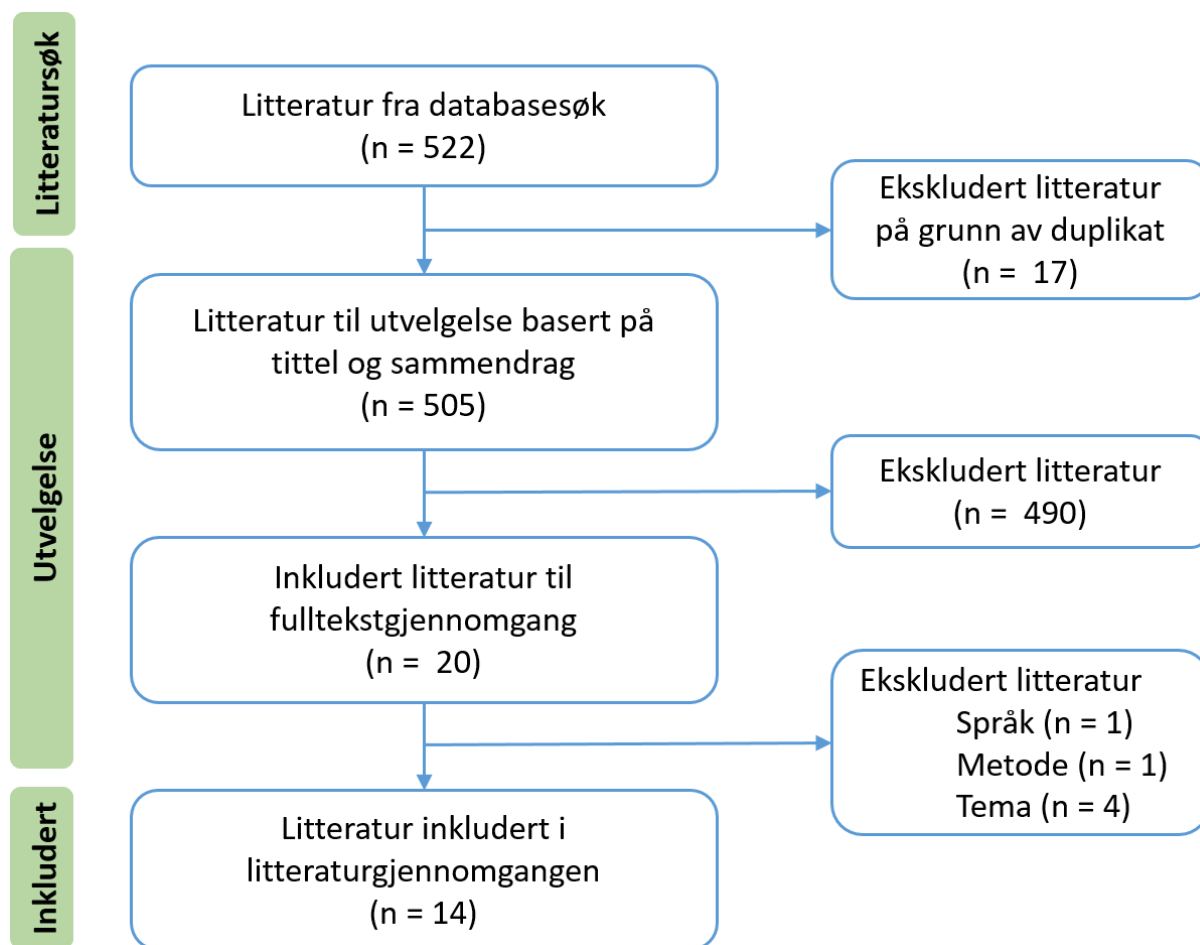 Litteratursøk
Litteratur fra databasesøk
(n = 522)
Ekskludert litteratur
på grunn av duplikat
(n = 17)
Utvelgelse
Litteratur til utvelgelse basert på
tittel og sammendrag
(n = 505)
Ekskludert litteratur
(n = 490)
Inkludert litteratur til
fulltekstgjennomgang
(n = 20)
Ekskludert litteratur
Språk (n = 1)
Metode (n = 1)
Tema (n = 4)
Inkludert
Litteratur inkludert i
litteraturgjennomgangen
(n = 14)